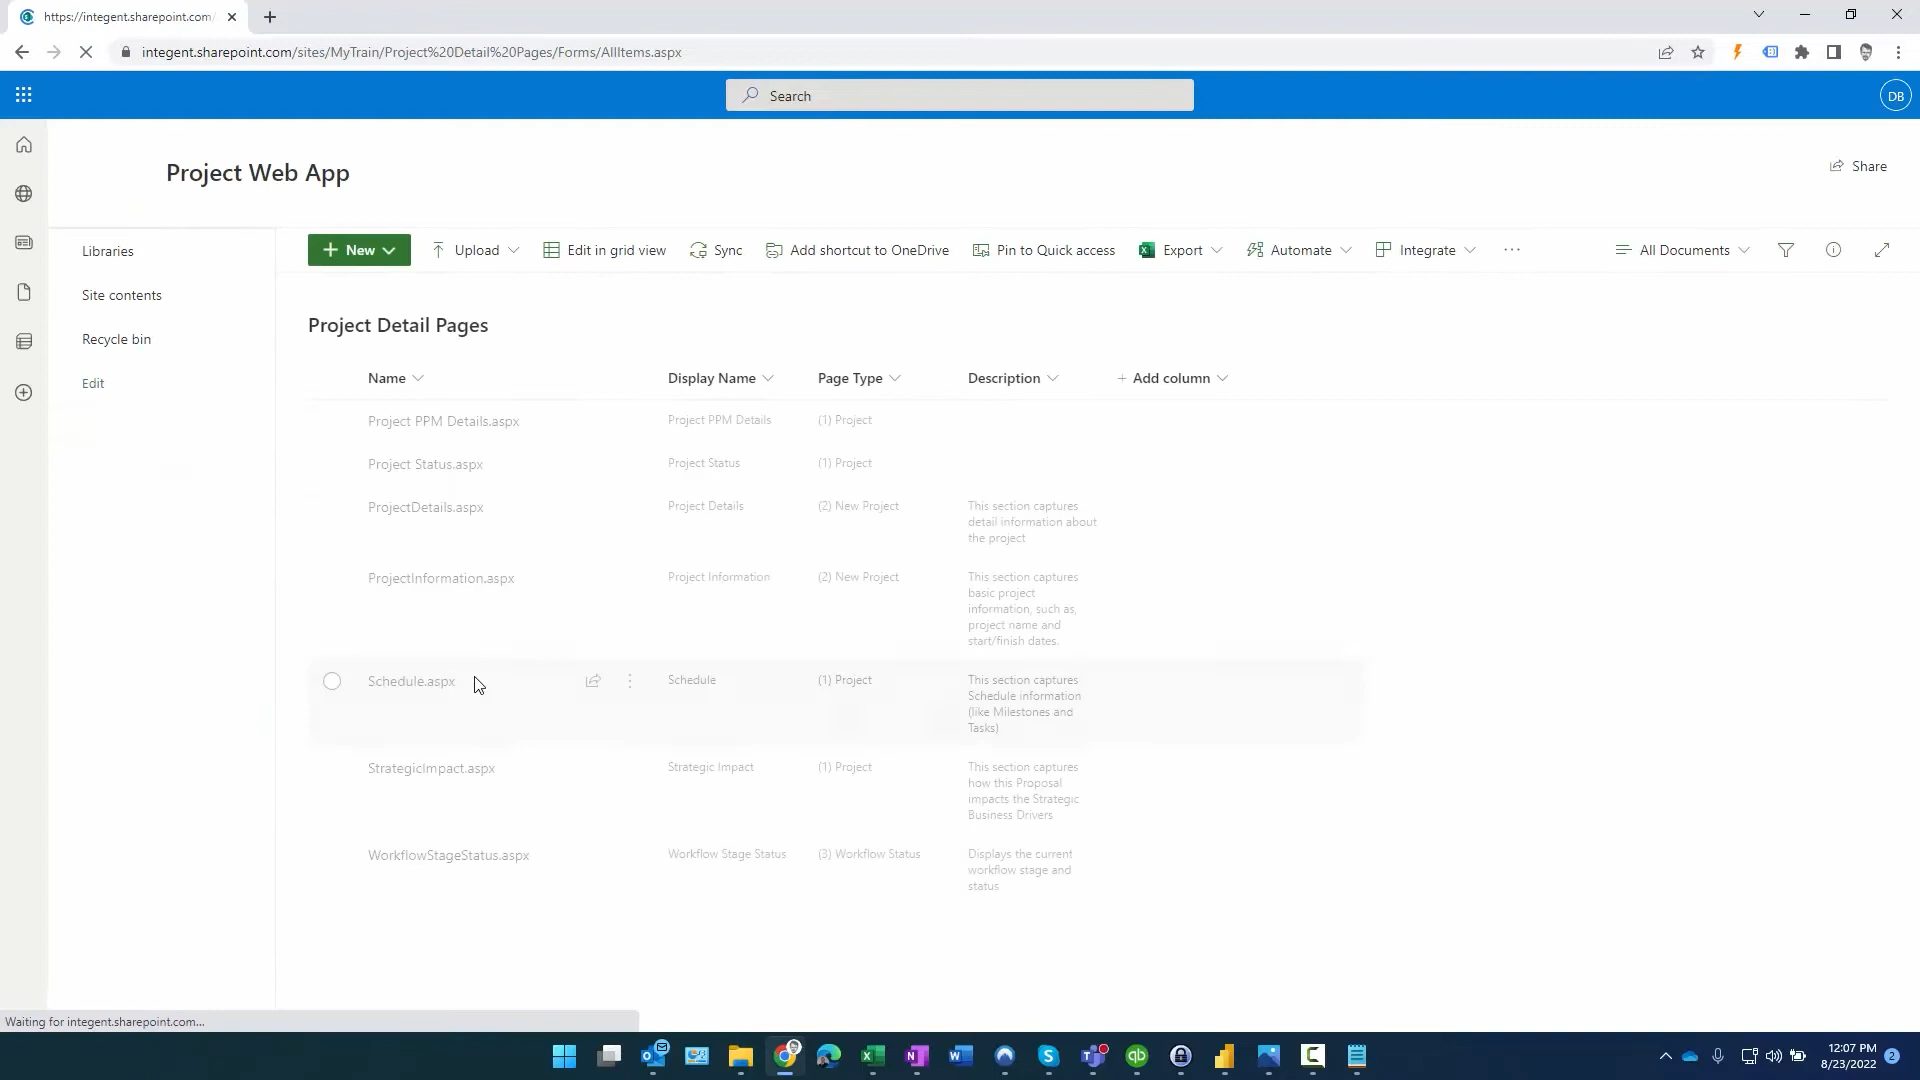 https://integent.sharepoint.com/
integent.sharepoint.com/sites/MyTrain/Project%20Detail%20Pages/Forms/AllItems.aspx
Search
DB
Project Web App
Share
Libraries
Site contents
Recycle bin
Edit
New
Upload
Edit in grid view
Sync
Add shortcut to OneDrive
Pin to Quick access
Export
Automate
Integrate
All Documents
Project Detail Pages
Name
Display Name
Page Type
Description
Add column
Project PPM Details.aspx
Project PPM Details
(1) Project
Project Status.aspx
Project Status
(1) Project
ProjectDetails.aspx
Project Details
(2) New Project
This section captures
detail information about
the project
ProjectInformation.aspx
Project Information
(2) New Project
This section captures
basic project
information, such as,
project name and
start/finish dates.
Schedule.aspx
Schedule
(1) Project
This section captures
Schedule information
(like Milestones and
Tasks)
StrategicImpact.aspx
Strategic Impact
(1) Project
This section captures
how this Proposal
impacts the Strategic
Business Drivers
WorkflowStageStatus.aspx
Workflow Stage Status
(3) Workflow Status
Displays the current
workflow stage and
status
Waiting for integent.sharepoint.com...
12:07 PM
8/23/2022
2